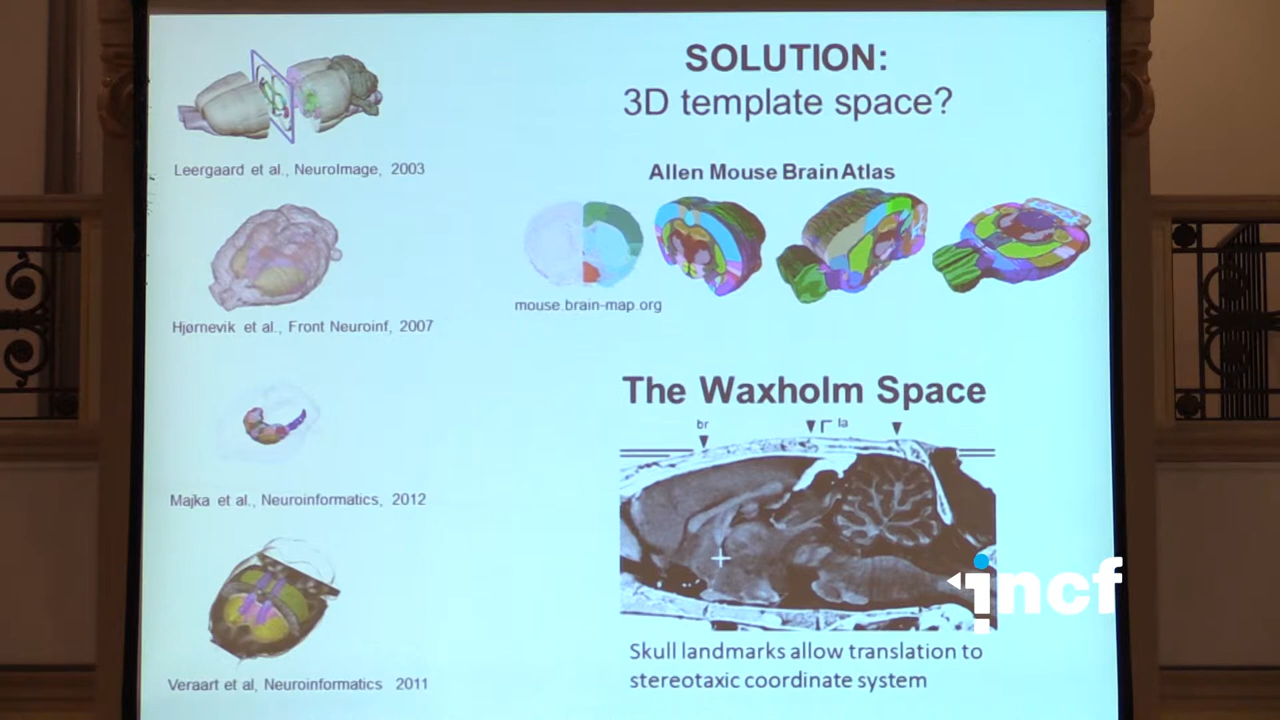 SOLUTION:
3D template space?
Leergaard et al., NeuroImage, 2003
Allen Mouse Brain Atlas
mouse.brain-map.org
Hjørnevik et al., Front Neuroinf, 2007
The Waxholm Space
br
la
Majka et al., Neuroinformatics, 2012
incf
Skull landmarks allow translation to
stereotaxic coordinate system
Veraart et al, Neuroinformatics 2011